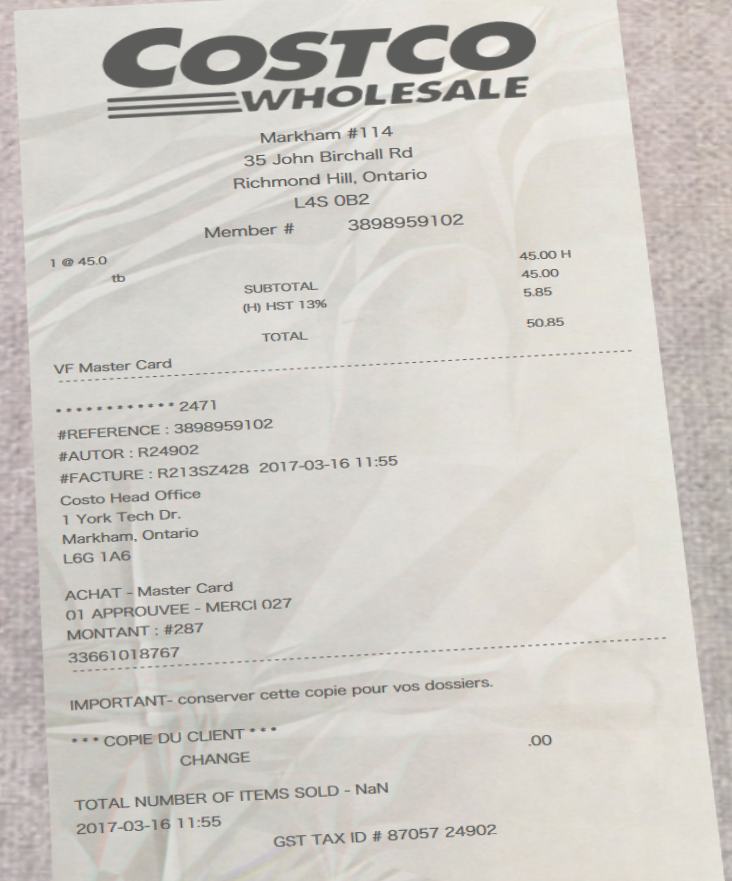 COSTCO
WHOLESALE
Markham #114
35 John Birchall Rd
Richmond Hill, Ontario
L4S 0B2
Member # 3898959102
1 @ 45.0 45.00 H
tb
SUBTOTAL 45.00
(H) HST 13% 5.85
TOTAL 50.85
VF Master Card
************ 2471
#REFERENCE : 3898959102
#AUTOR : R24902
#FACTURE : R213SZ428 2017-03-16 11:55
Costo Head Office
1 York Tech Dr.
Markham, Ontario
L6G 1A6
ACHAT - Master Card
01 APPROUVEE - MERCI 027
MONTANT : #287
33661018767
IMPORTANT- conserver cette copie pour vos dossiers.
*** COPIE DU CLIENT ***
CHANGE .00
TOTAL NUMBER OF ITEMS SOLD - NaN
2017-03-16 11:55
GST TAX ID # 87057 24902